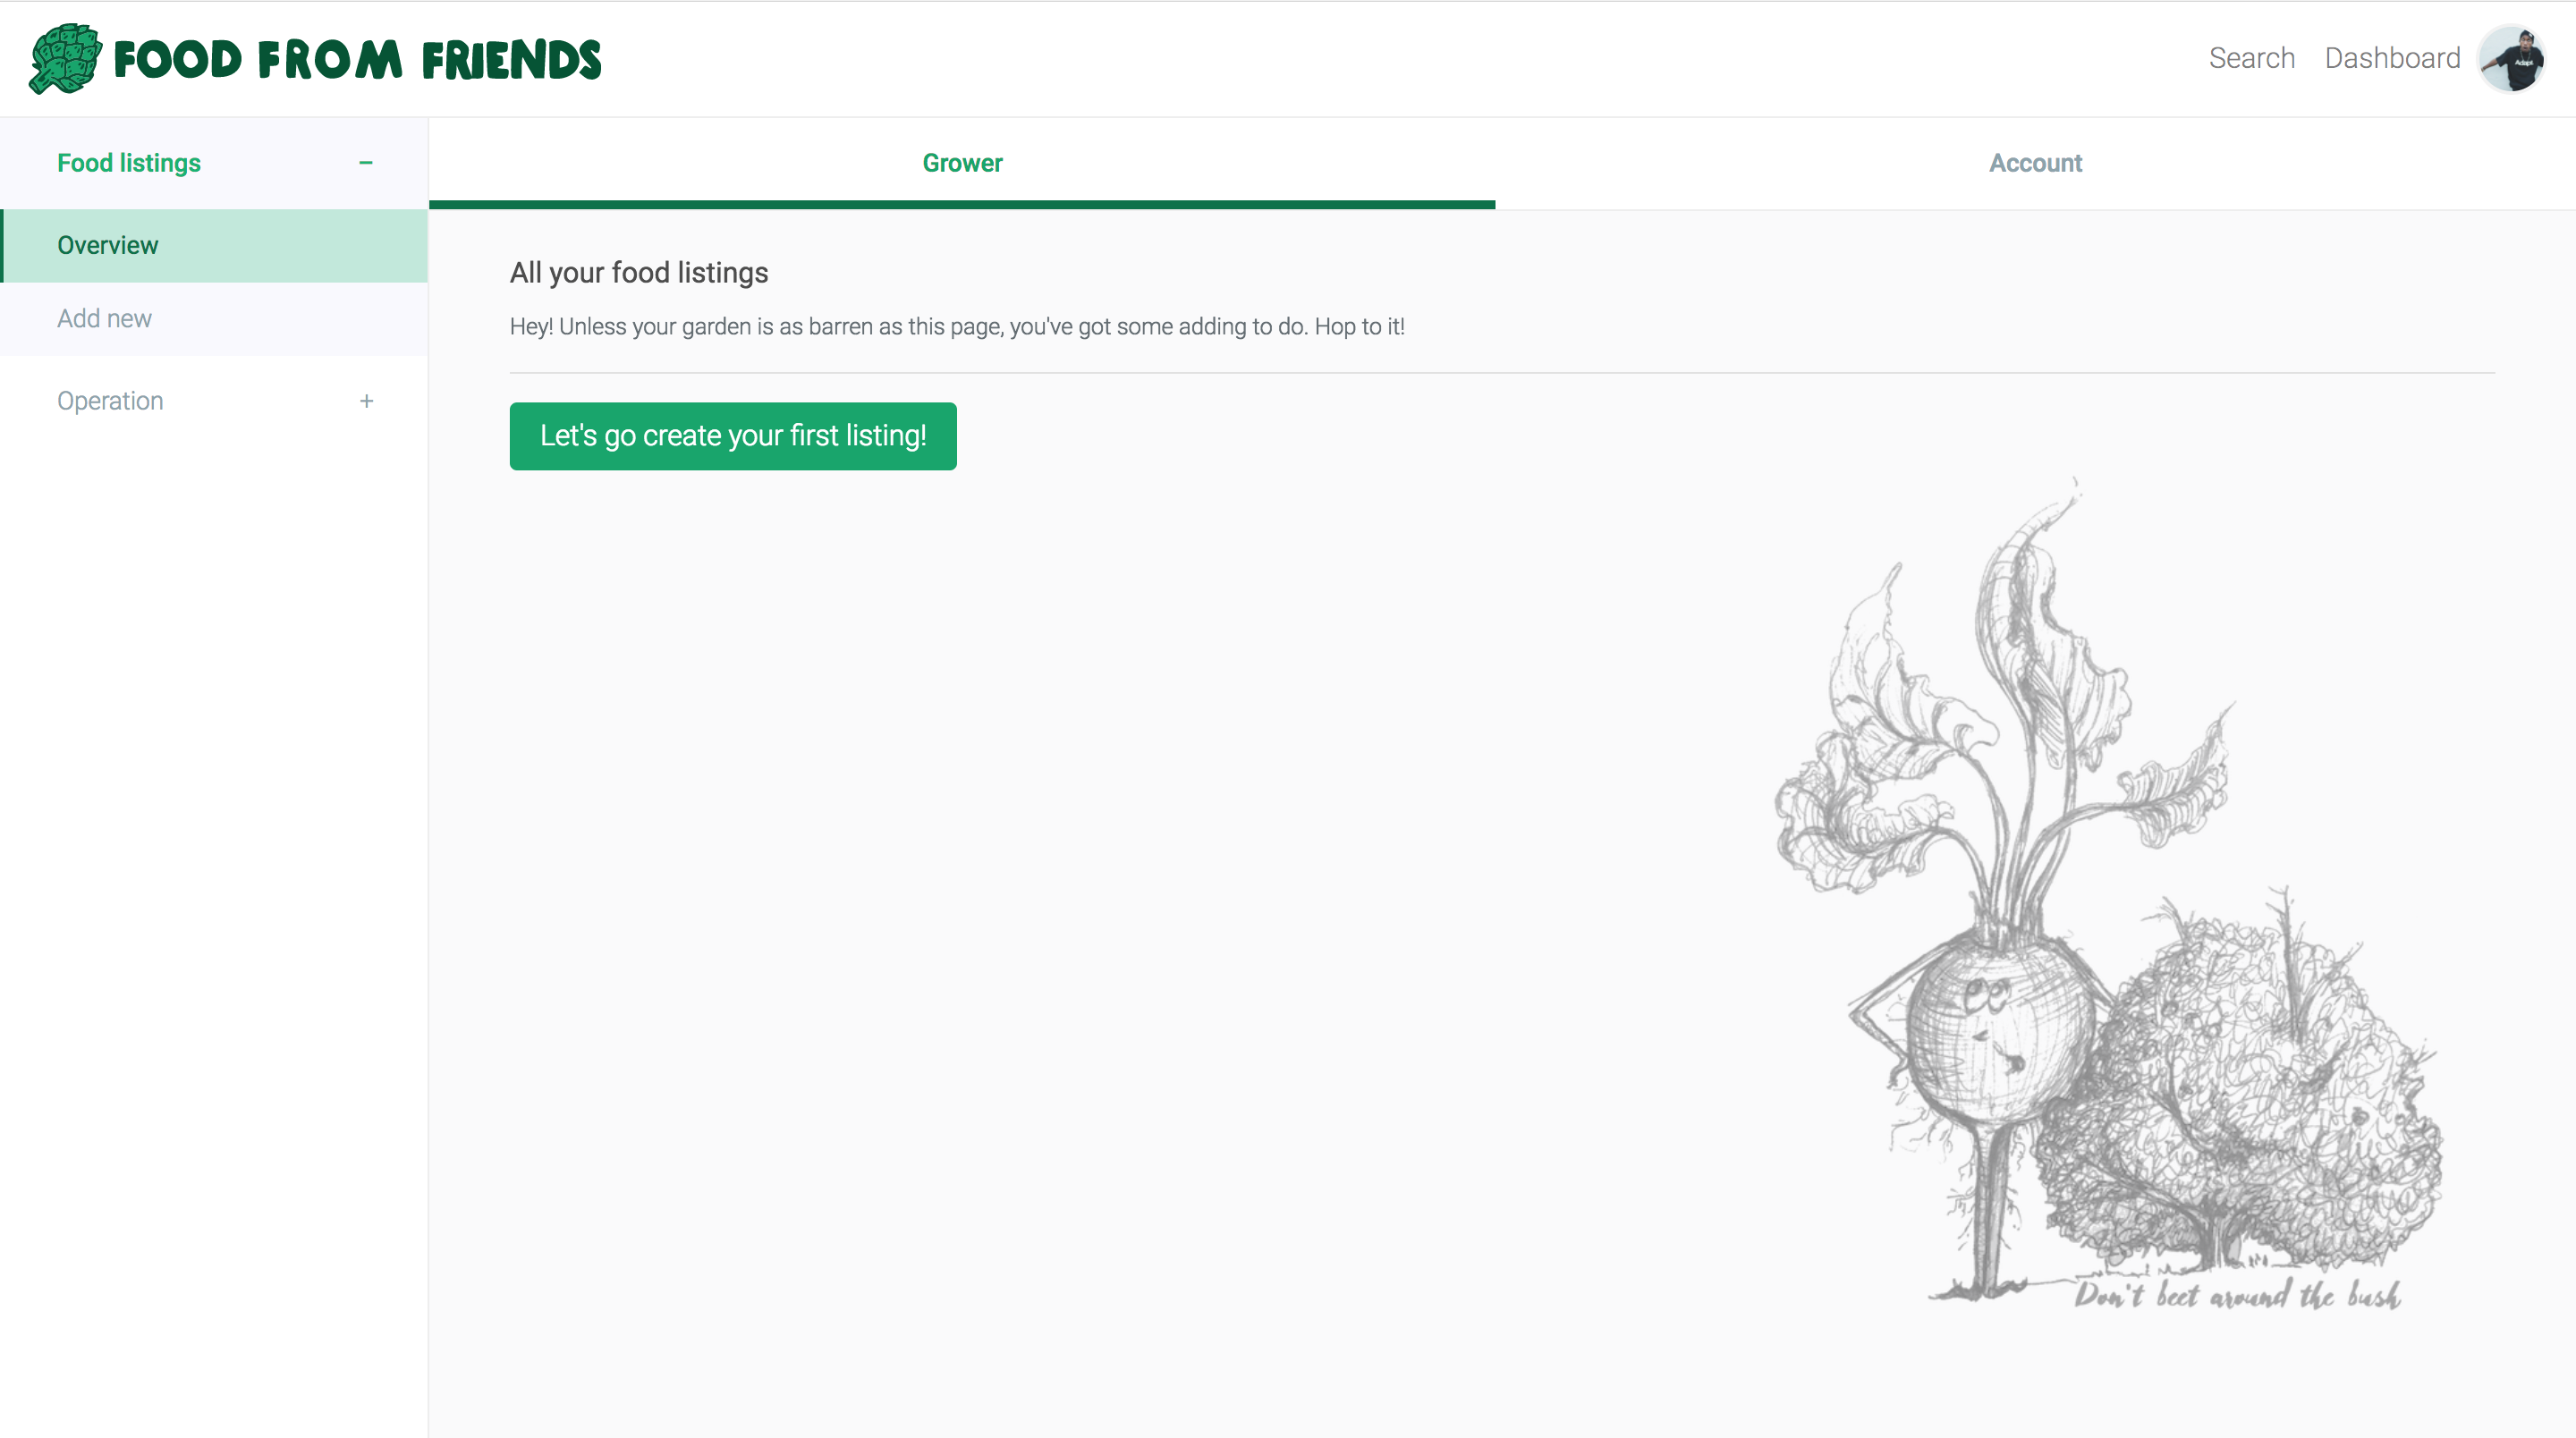 FOOD FROM FRIENDS
Search Dashboard
Adapt
Food listings −
Grower
Account
Overview
Add new
Operation +
All your food listings
Hey! Unless your garden is as barren as this page, you've got some adding to do. Hop to it!
Let's go create your first listing!
Don't beet around the bush